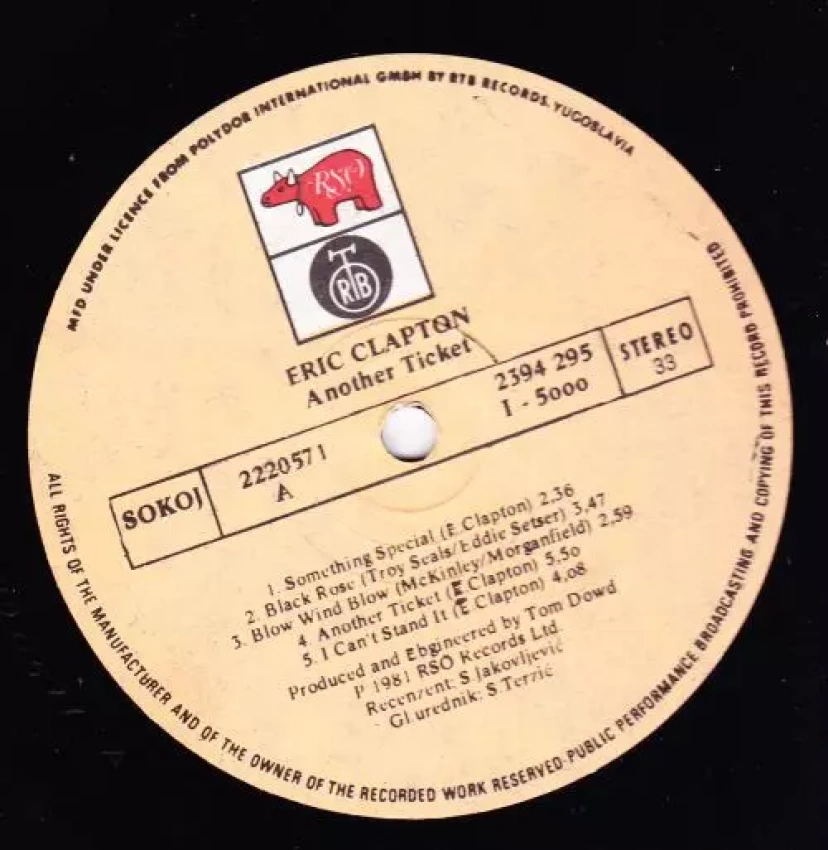 MFD UNDER LICENCE FROM POLYDOR INTERNATIONAL GMBH BY RTB RECORDS, YUGOSLAVIA
RSO
RTB
ERIC CLAPTON
Another Ticket
SOKOJ
2220571
A
2394 295
I - 5000
STEREO
33
1. Something Special (E.Clapton) 2,36
2. Black Rose (Troy Seals/Eddie Setser) 3,47
3. Blow Wind Blow (McKinley/Morganfield) 2,59
4. Another Ticket (E Clapton) 5,50
5. I Can't Stand It (E Clapton) 4,08
Produced and Ebgineered by Tom Dowd
P 1981 RSO Records Ltd.
Recenzent: S.Jakovljević
Gl.urednik: S.Terzić
ALL RIGHTS OF THE MANUFACTURER AND OF THE OWNER OF THE RECORDED WORK RESERVED·PUBLIC PERFORMANCE BROADCASTING AND COPYING OF THIS RECORD PROHIBITED